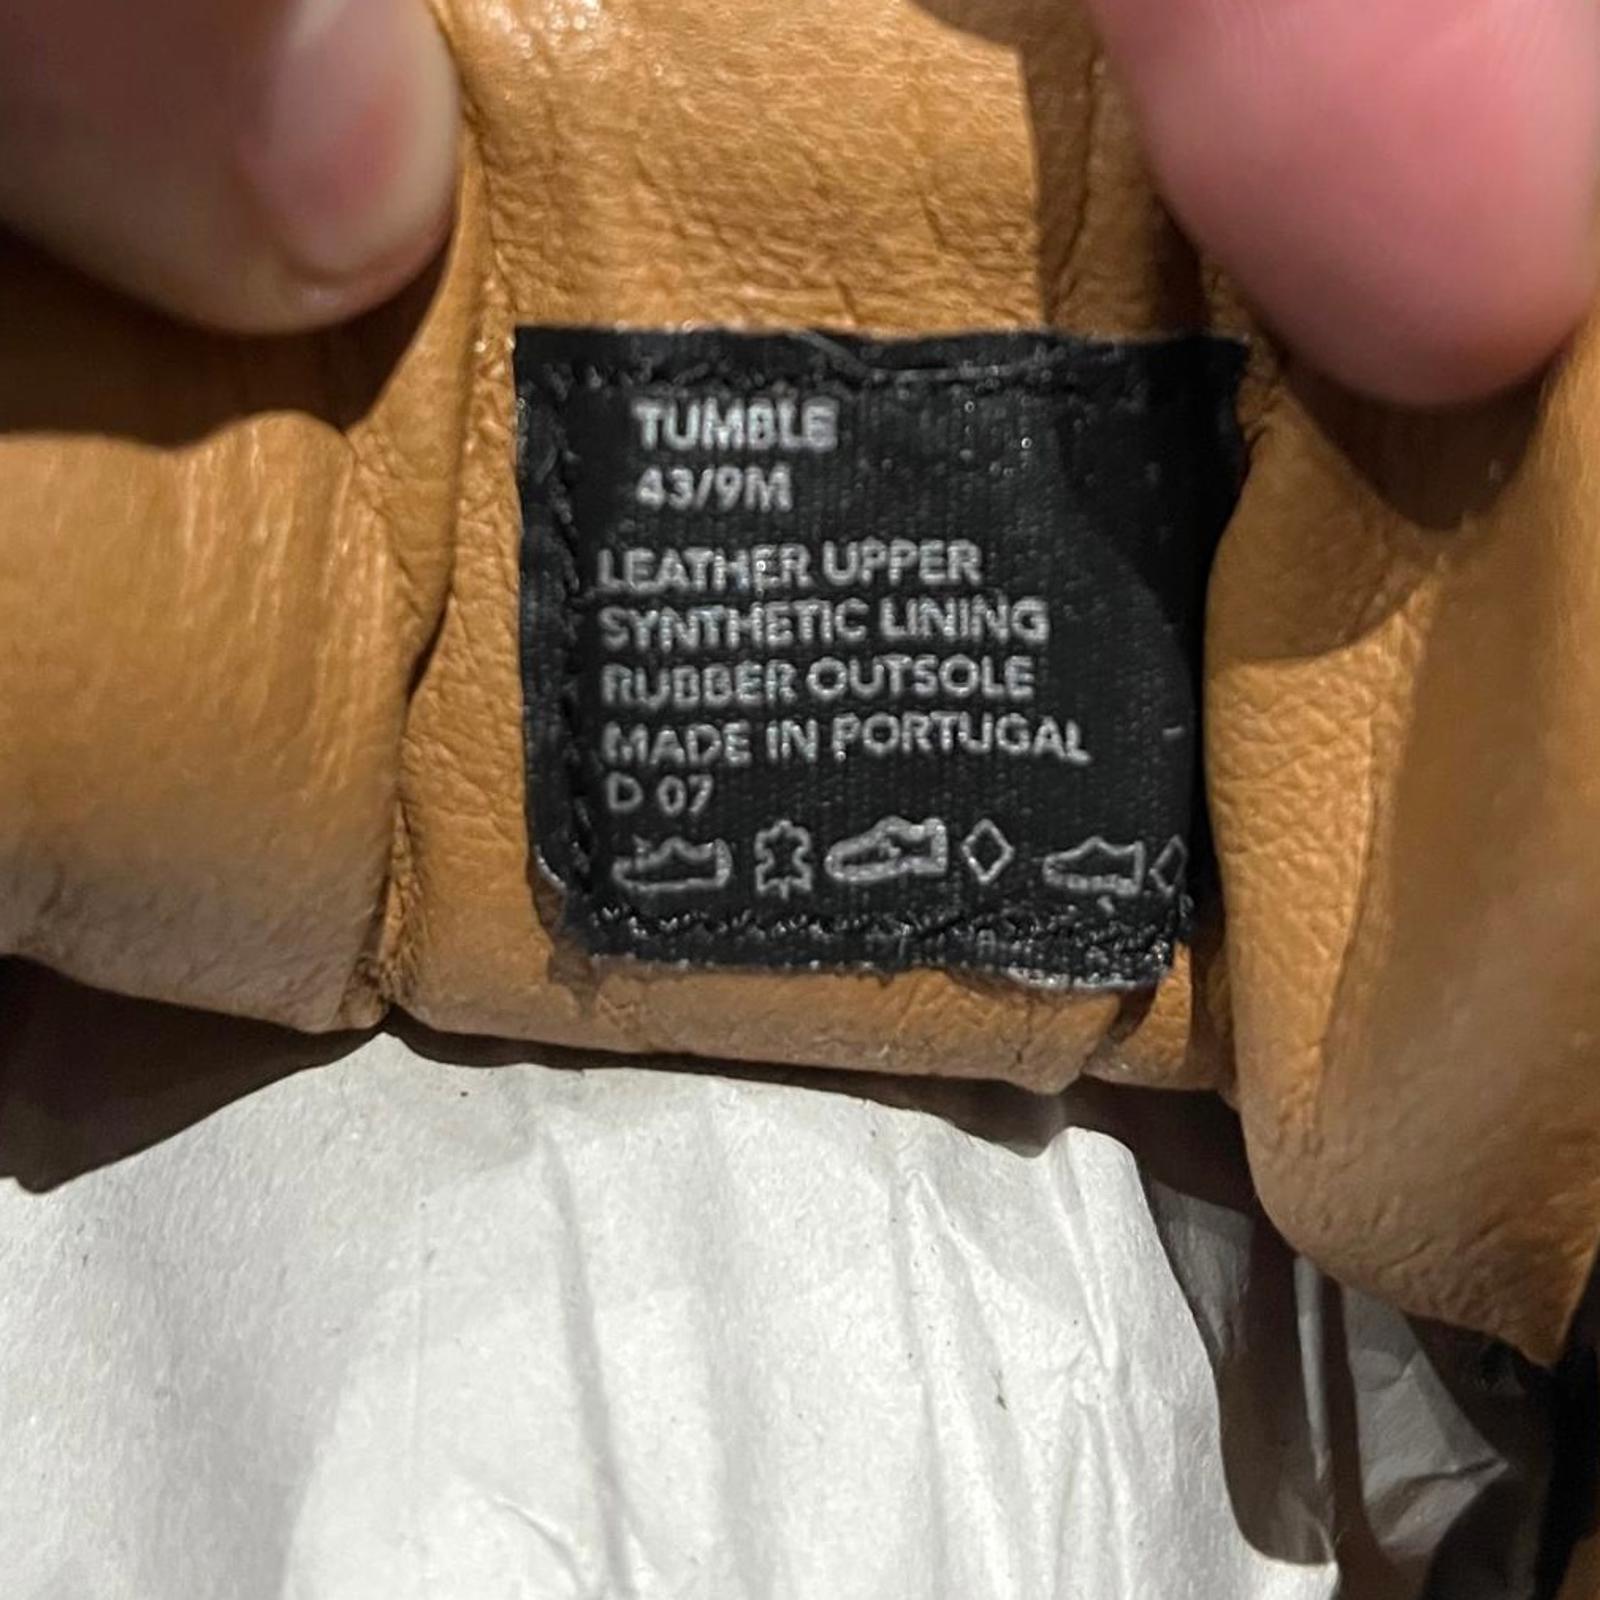 TUMBLE
43/9M
LEATHER UPPER
SYNTHETIC LINING
RUBBER OUTSOLE
MADE IN PORTUGAL
D 07